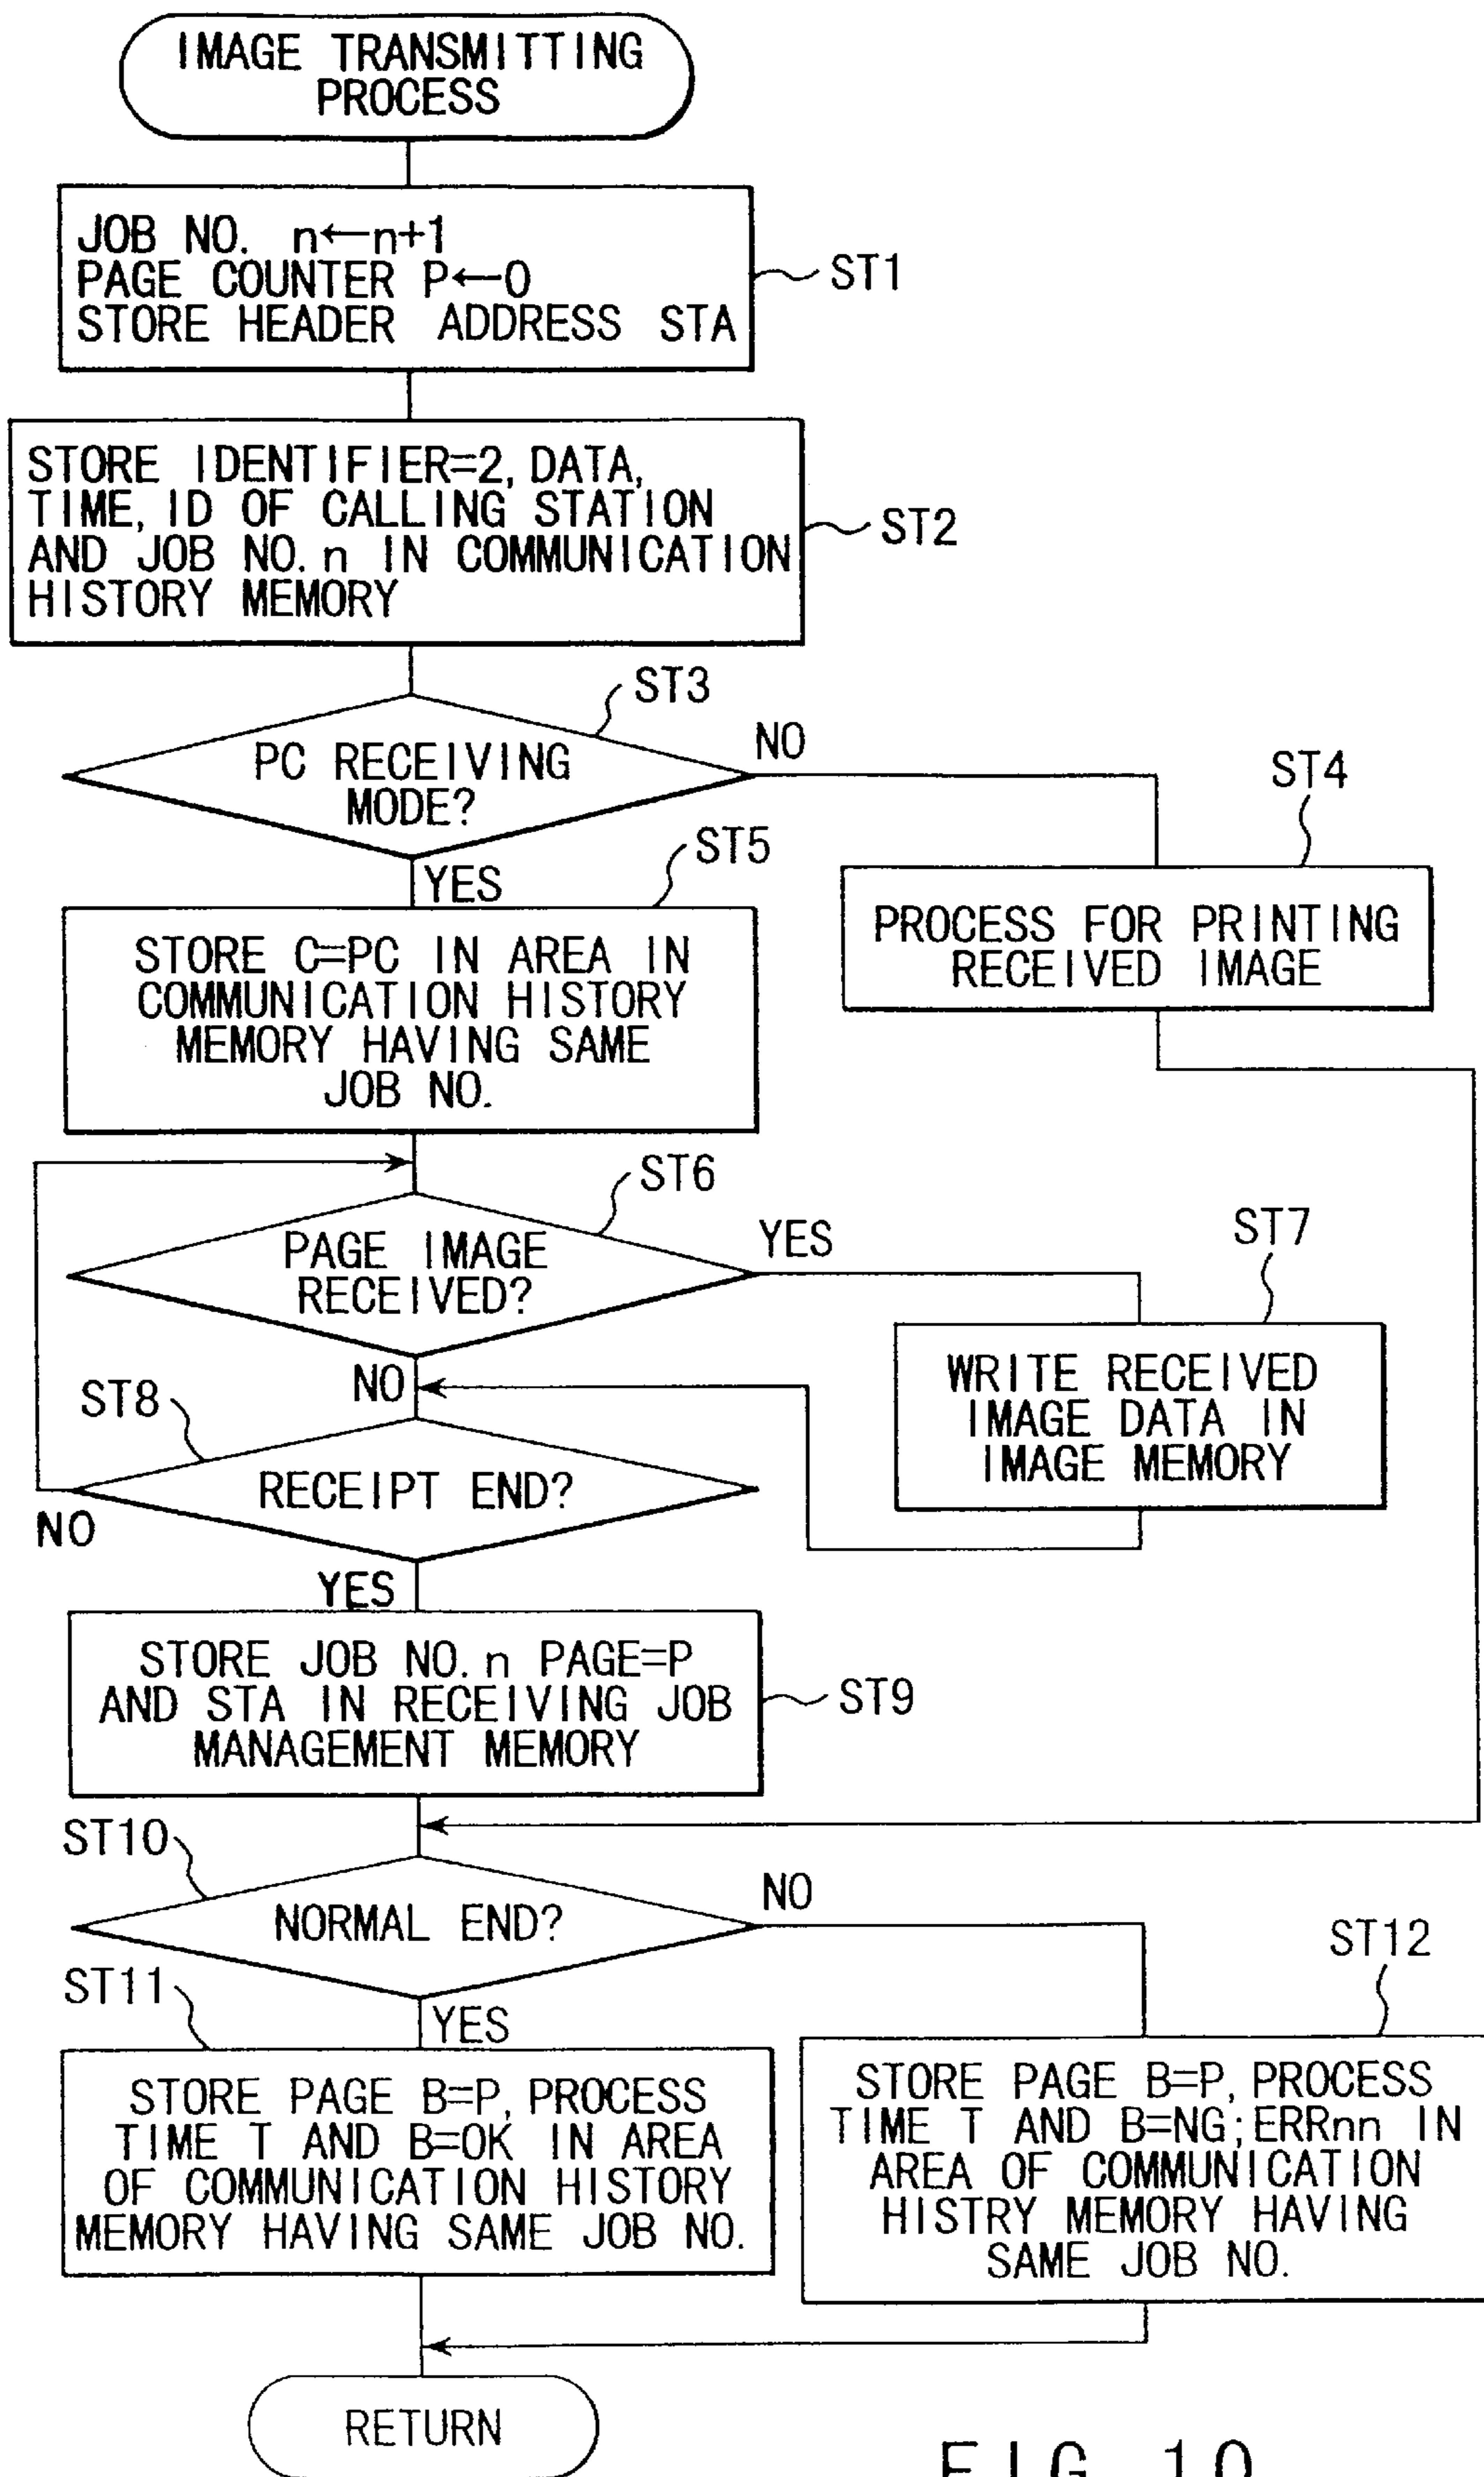 IMAGE TRANSMITTING
PROCESS
JOB NO. n←n+1
PAGE COUNTER P←0
STORE HEADER ADDRESS STA
ST1
STORE IDENTIFIER=2, DATA,
TIME, ID OF CALLING STATION
AND JOB NO. n IN COMMUNICATION
HISTORY MEMORY
ST2
ST3
PC RECEIVING
MODE?
NO
YES
ST4
PROCESS FOR PRINTING
RECEIVED IMAGE
ST5
STORE C=PC IN AREA IN
COMMUNICATION HISTORY
MEMORY HAVING SAME
JOB NO.
ST6
PAGE IMAGE
RECEIVED?
YES
NO
ST7
WRITE RECEIVED
IMAGE DATA IN
IMAGE MEMORY
ST8
RECEIPT END?
NO
YES
STORE JOB NO. n PAGE=P
AND STA IN RECEIVING JOB
MANAGEMENT MEMORY
ST9
ST10
NORMAL END?
NO
YES
ST11
STORE PAGE B=P, PROCESS
TIME T AND B=OK IN AREA
OF COMMUNICATION HISTORY
MEMORY HAVING SAME JOB NO.
ST12
STORE PAGE B=P, PROCESS
TIME T AND B=NG;ERRnn IN
AREA OF COMMUNICATION
HISTRY MEMORY HAVING
SAME JOB NO.
RETURN
FIG. 10